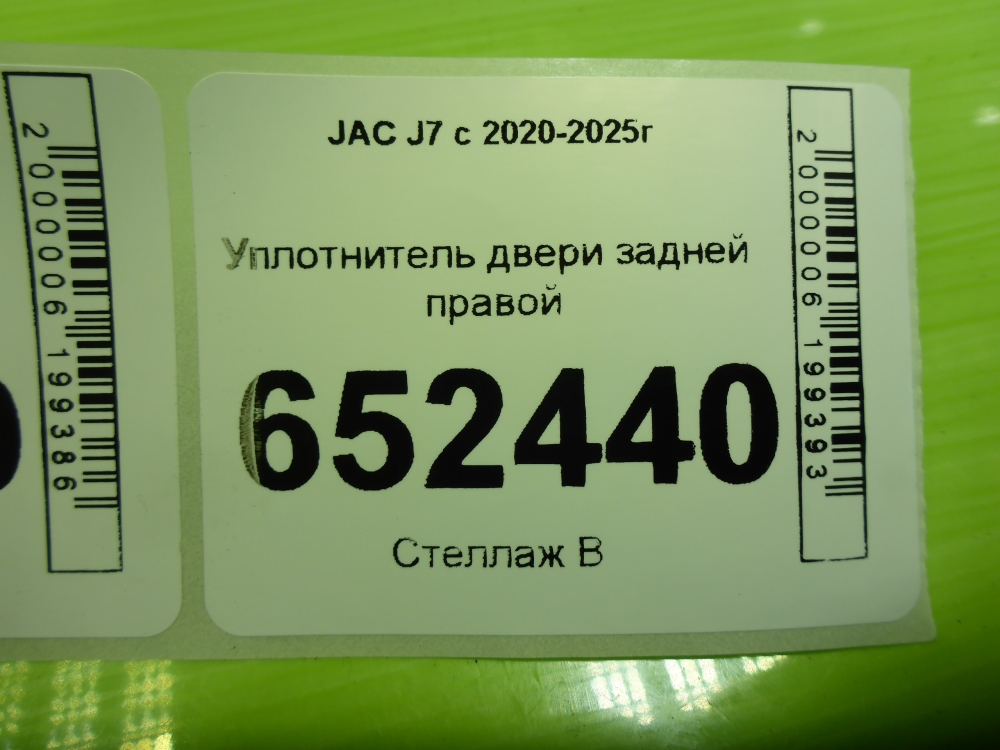 2000006199386
JAC J7 с 2020-2025г
Уплотнитель двери задней
правой
652440
Стеллаж В
2000006199393